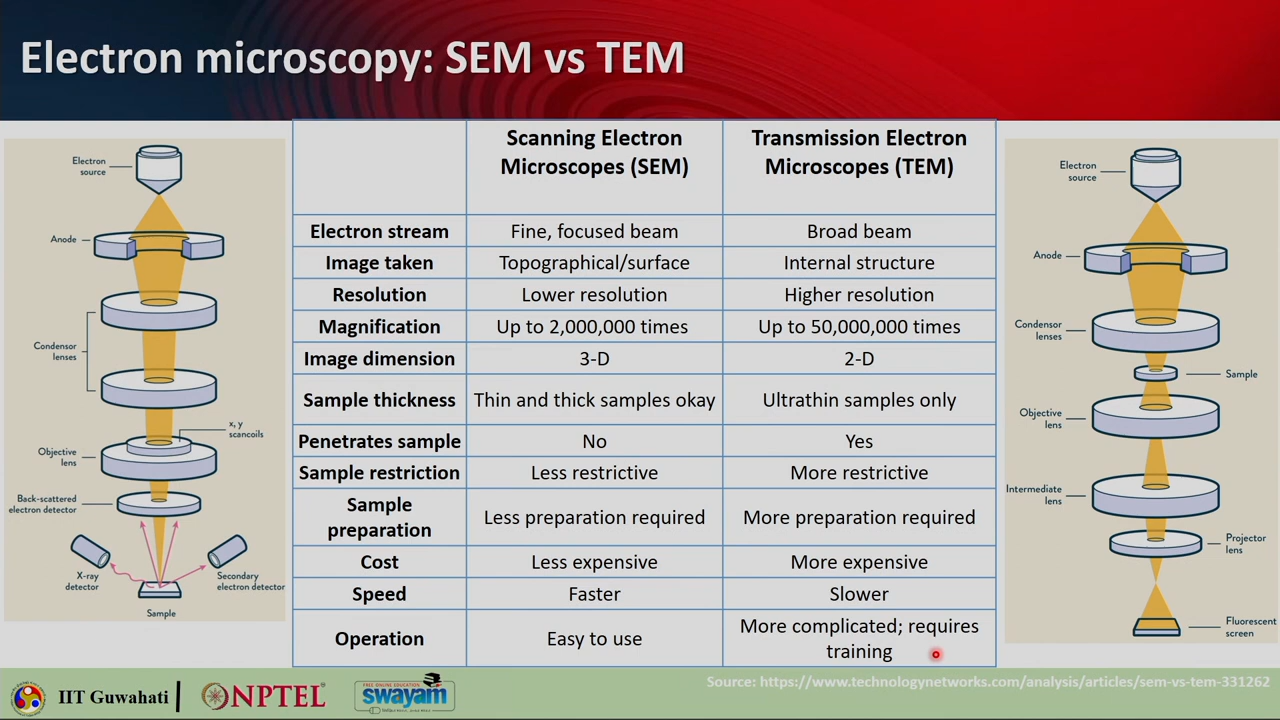 Electron microscopy: SEM vs TEM
Electron
source
Anode
Condensor
lenses
x, y
scancoils
Objective
lens
Back-scattered
electron detector
X-ray
detector
Secondary
electron detector
Sample
Scanning Electron
Microscopes (SEM)
Transmission Electron
Microscopes (TEM)
Electron stream Fine, focused beam Broad beam
Image taken Topographical/surface Internal structure
Resolution Lower resolution Higher resolution
Magnification Up to 2,000,000 times Up to 50,000,000 times
Image dimension 3-D 2-D
Sample thickness Thin and thick samples okay Ultrathin samples only
Penetrates sample No Yes
Sample restriction Less restrictive More restrictive
Sample
preparation
Less preparation required More preparation required
Cost Less expensive More expensive
Speed Faster Slower
Operation Easy to use
More complicated; requires
training
Electron
source
Anode
Condensor
lenses
Sample
Objective
lens
Intermediate
lens
Projector
lens
Fluorescent
screen
IIT Guwahati
NPTEL
FREE ONLINE EDUCATION
swayam
Source: https://www.technologynetworks.com/analysis/articles/sem-vs-tem-331262